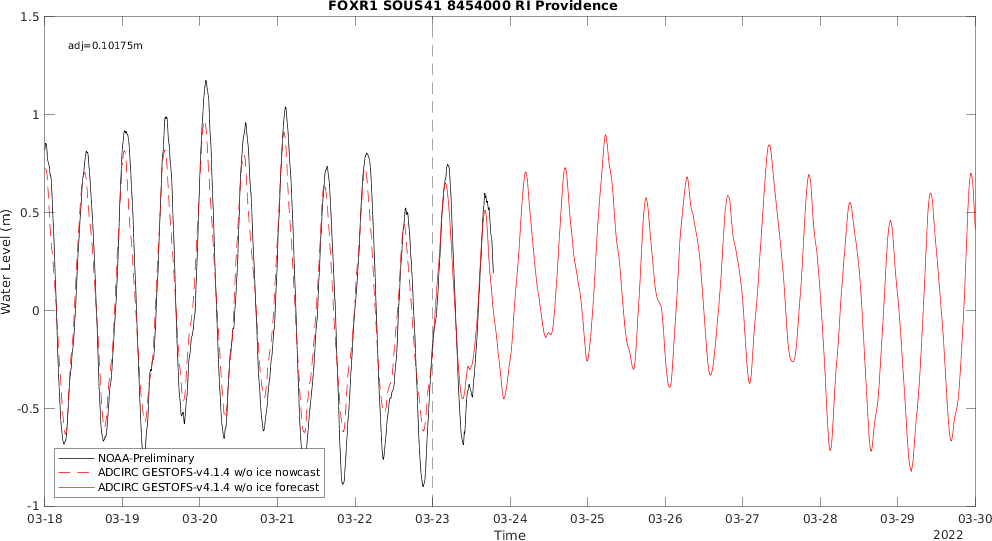 FOXR1 SOUS41 8454000 RI Providence
adj=0.10175m
Water Level (m)
1.5
1
0.5
0
-0.5
-1
NOAA-Preliminary
ADCIRC GESTOFS-v4.1.4 w/o ice nowcast
ADCIRC GESTOFS-v4.1.4 w/o ice forecast
03-18 03-19 03-20 03-21 03-22 03-23 03-24 03-25 03-26 03-27 03-28 03-29 03-30
Time
2022